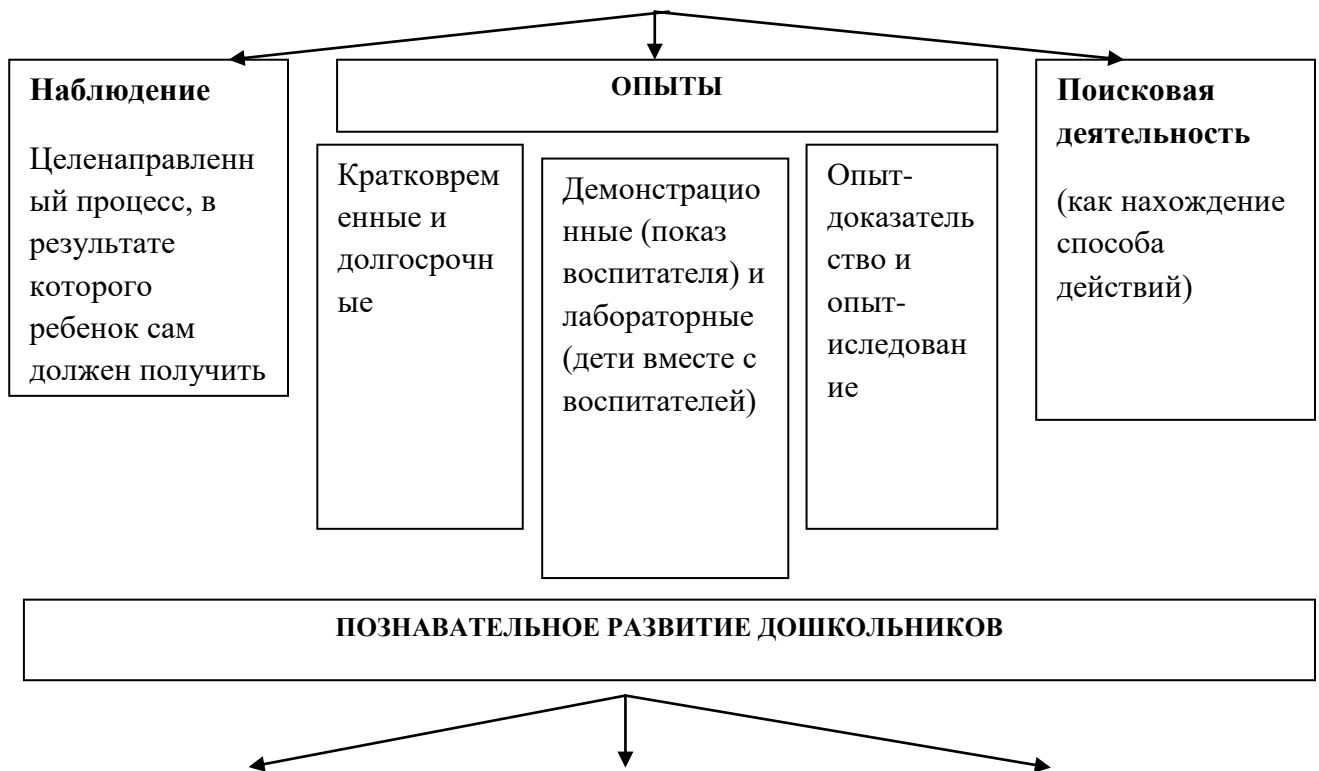 Наблюдение
Целенаправленн
ый процесс, в
результате
которого
ребенок сам
должен получить
ОПЫТЫ
Кратковрем
енные и
долгосрочн
ые
Демонстрацио
нные (показ
воспитателя) и
лабораторные
(дети вместе с
воспитателей)
Опыт-
доказатель
ство и
опыт-
иследован
ие
Поисковая
деятельность
(как нахождение
способа
действий)
ПОЗНАВАТЕЛЬНОЕ РАЗВИТИЕ ДОШКОЛЬНИКОВ